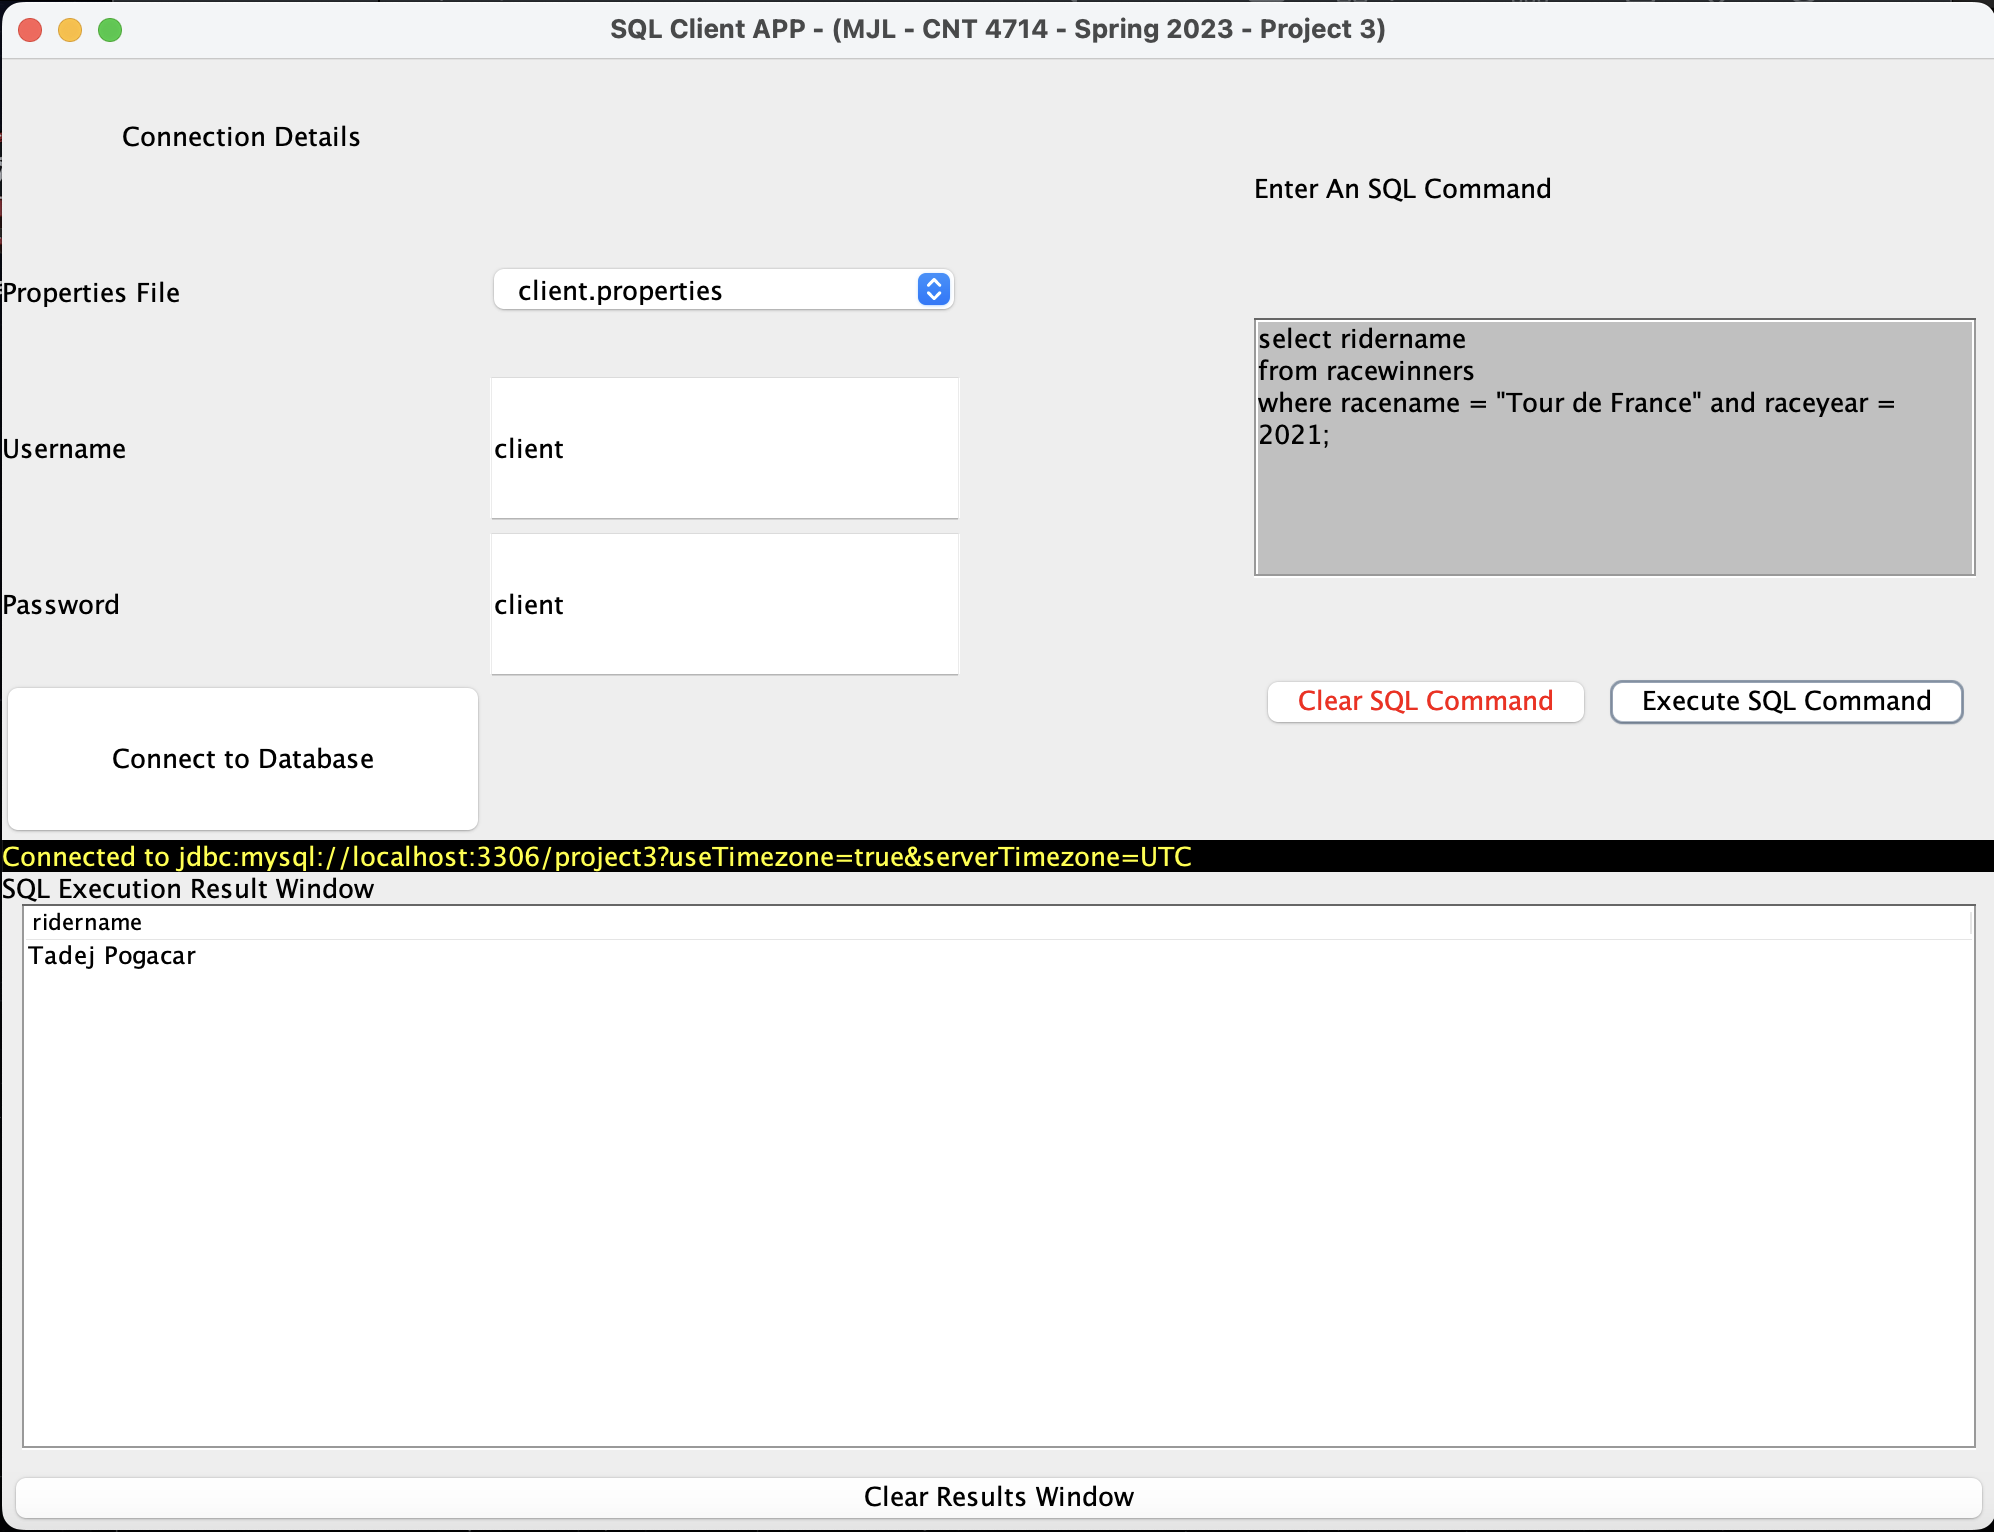 SQL Client APP - (MJL - CNT 4714 - Spring 2023 - Project 3)
Connection Details
Enter An SQL Command
Properties File
client.properties
select ridername
from racewinners
where racename = "Tour de France" and raceyear =
2021;
Username
client
Password
client
Clear SQL Command
Execute SQL Command
Connect to Database
Connected to jdbc:mysql://localhost:3306/project3?useTimezone=true&serverTimezone=UTC
SQL Execution Result Window
ridername
Tadej Pogacar
Clear Results Window